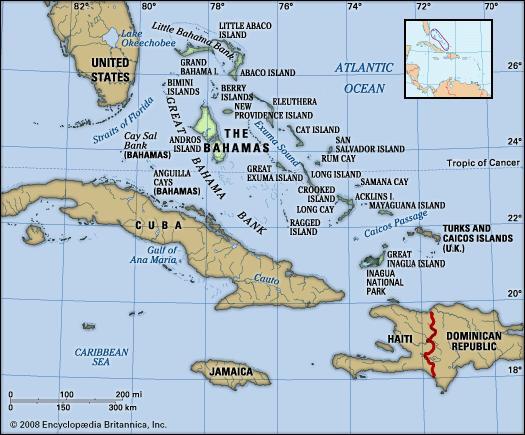 82°
80°
78°
76°
74°
72°
70°
Lake
Okeechobee
UNITED
STATES
Little Bahama Bank
LITTLE ABACO
ISLAND
GRAND
BAHAMA I.
ABACO ISLAND
BIMINI
ISLANDS
BERRY
ISLANDS
NEW
PROVIDENCE ISLAND
ELEUTHERA
ATLANTIC
OCEAN
Straits of Florida
GREAT
BAHAMA
BANK
Cay Sal
Bank
(BAHAMAS)
ANDROS
ISLAND
THE
BAHAMAS
Exuma Sound
CAT ISLAND
SAN
SALVADOR ISLAND
RUM CAY
Tropic of Cancer
ANGUILLA
CAYS
(BAHAMAS)
GREAT
EXUMA ISLAND
LONG ISLAND
SAMANA CAY
CROOKED
ISLAND
ACKLINS I.
LONG CAY
MAYAGUANA ISLAND
22°
RAGGED
ISLAND
Caicos Passage
TURKS AND
CAICOS ISLANDS
(U.K.)
CUBA
Gulf of
Ana María
Cauto
GREAT
INAGUA ISLAND
INAGUA
NATIONAL
PARK
20°
HAITI
DOMINICAN
REPUBLIC
CARIBBEAN
SEA
JAMAICA
18°
0 100 200 mi
0 150 300 km
© 2008 Encyclopædia Britannica, Inc.
26°
24°